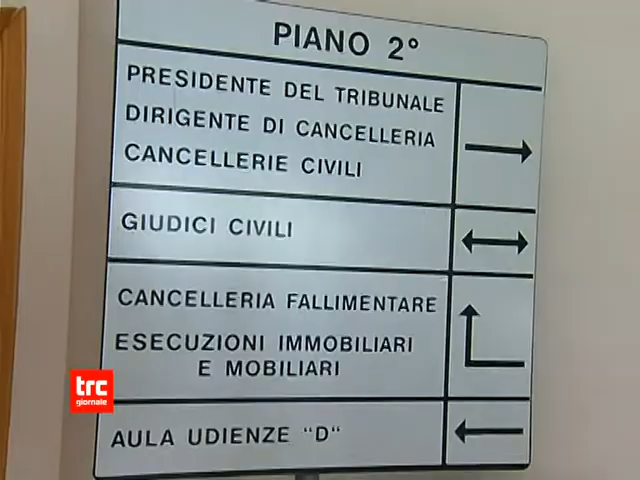 PIANO 2°
PRESIDENTE DEL TRIBUNALE
DIRIGENTE DI CANCELLERIA
CANCELLERIE CIVILI
GIUDICI CIVILI
CANCELLERIA FALLIMENTARE
ESECUZIONI IMMOBILIARI
E MOBILIARI
trc
giornale
AULA UDIENZE "D"